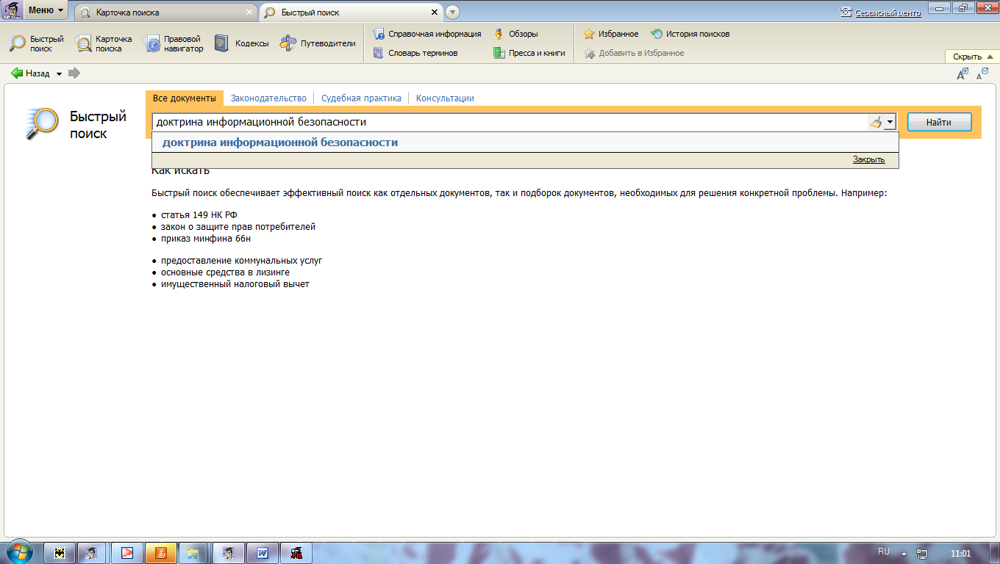 Меню
Карточка поиска
Быстрый поиск
Сервисный центр
Быстрый поиск
Карточка поиска
Правовой навигатор
Кодексы
Путеводители
Справочная информация
Обзоры
Избранное
История поисков
Словарь терминов
Пресса и книги
Добавить в Избранное
Скрыть
Назад
Все документы
Законодательство
Судебная практика
Консультации
Быстрый
поиск
доктрина информационной безопасности
Найти
доктрина информационной безопасности
Закрыть
Как искать
Быстрый поиск обеспечивает эффективный поиск как отдельных документов, так и подборок документов, необходимых для решения конкретной проблемы. Например:
• статья 149 НК РФ
• закон о защите прав потребителей
• приказ минфина 66н
• предоставление коммунальных услуг
• основные средства в лизинге
• имущественный налоговый вычет
RU
11:01